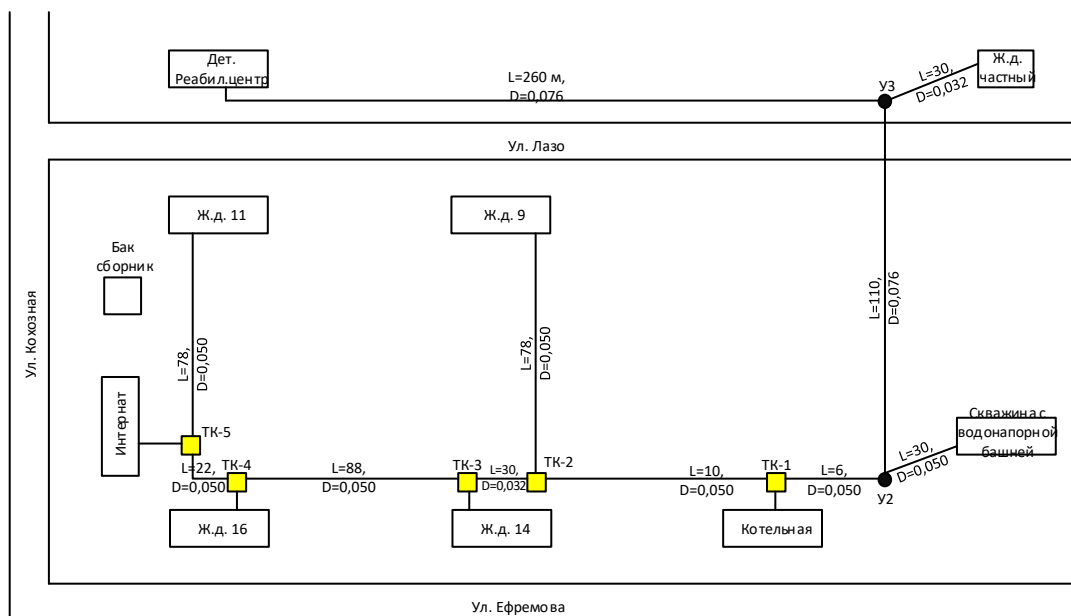 Дет.
Реабил.центр
L=260 м,
D=0,076
L=30,
D=0,032
Ж.д.
частный
У3
Ул. Лазо
Ж.д. 11
Ж.д. 9
Бак
сборник
Ул. Кохозная
L=78,
D=0,050
L=78,
D=0,050
L=110,
D=0,076
Интернат
ТК-5
L=22,
D=0,050
ТК-4
L=88,
D=0,050
ТК-3
L=30,
D=0,032
ТК-2
L=10,
D=0,050
ТК-1
L=6,
D=0,050
Скважина с
водонапорной
башней
L=30,
D=0,050
У2
Ж.д. 16
Ж.д. 14
Котельная
Ул. Ефремова